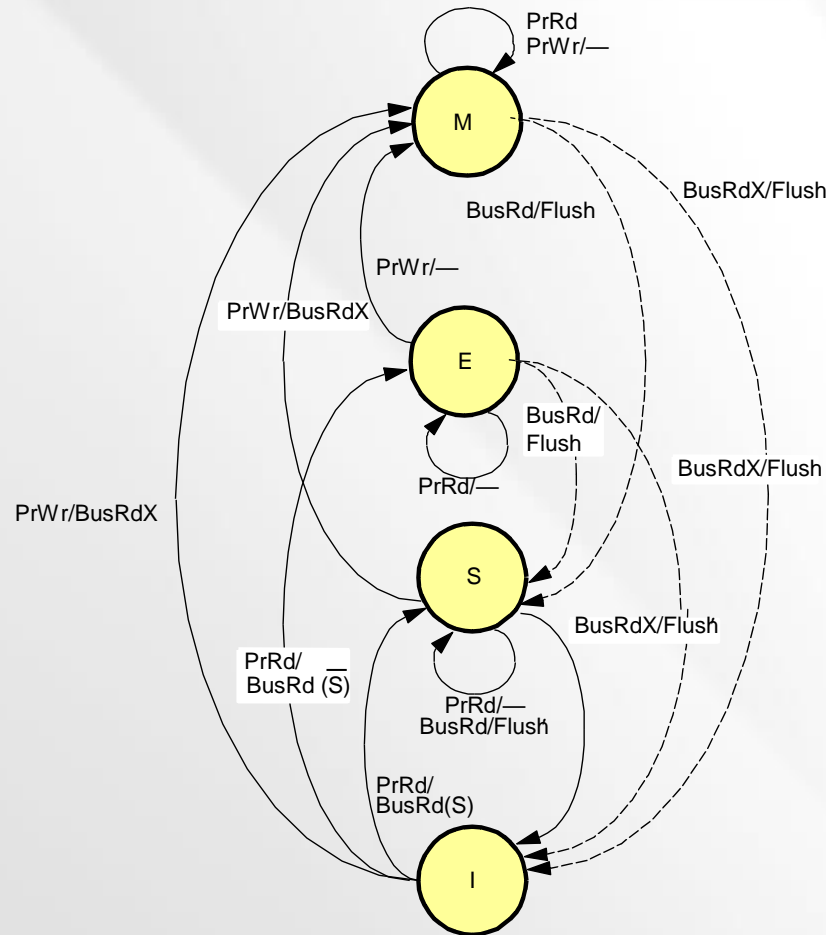 PrRd
PrWr/—
M
BusRdX/Flush
BusRd/Flush
PrWr/—
PrWr/BusRdX
E
BusRd/
Flush
BusRdX/Flush
PrRd/—
PrWr/BusRdX
S
BusRdX/Flush'
PrRd/
BusRd (S̅)
PrRd/—
BusRd/Flush'
PrRd/
BusRd(S)
I